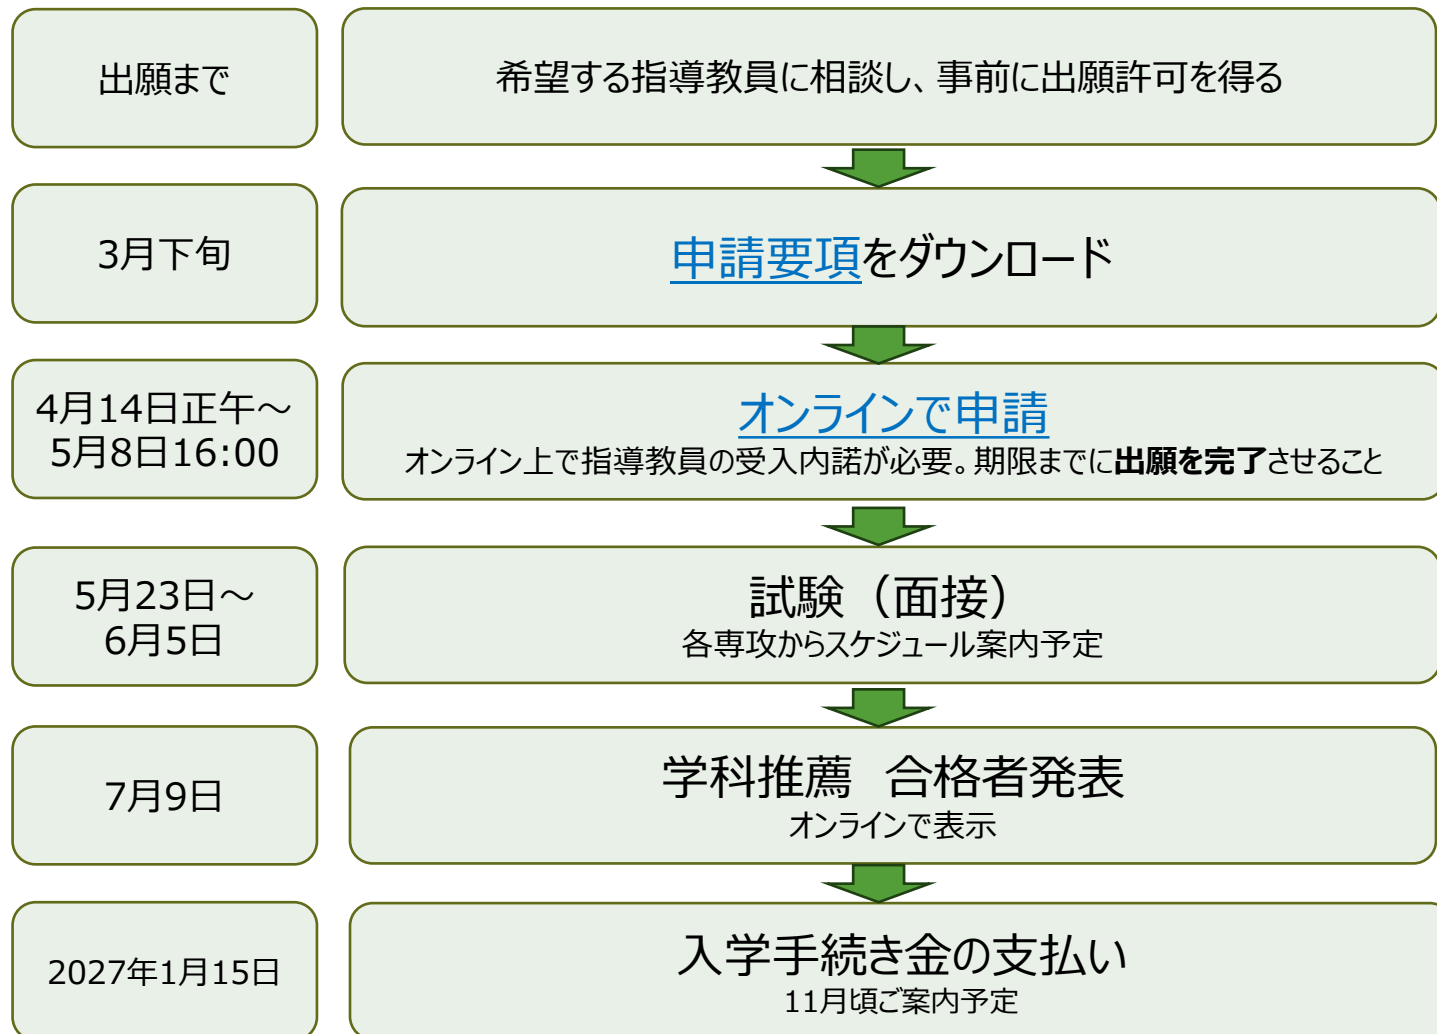 出願まで
希望する指導教員に相談し、事前に出願許可を得る
3月下旬
申請要項をダウンロード
4月14日正午～
5月8日16:00
オンラインで申請
オンライン上で指導教員の受入内諾が必要。期限までに出願を完了させること
5月23日～
6月5日
試験（面接）
各専攻からスケジュール案内予定
7月9日
学科推薦　合格者発表
オンラインで表示
2027年1月15日
入学手続き金の支払い
11月頃ご案内予定